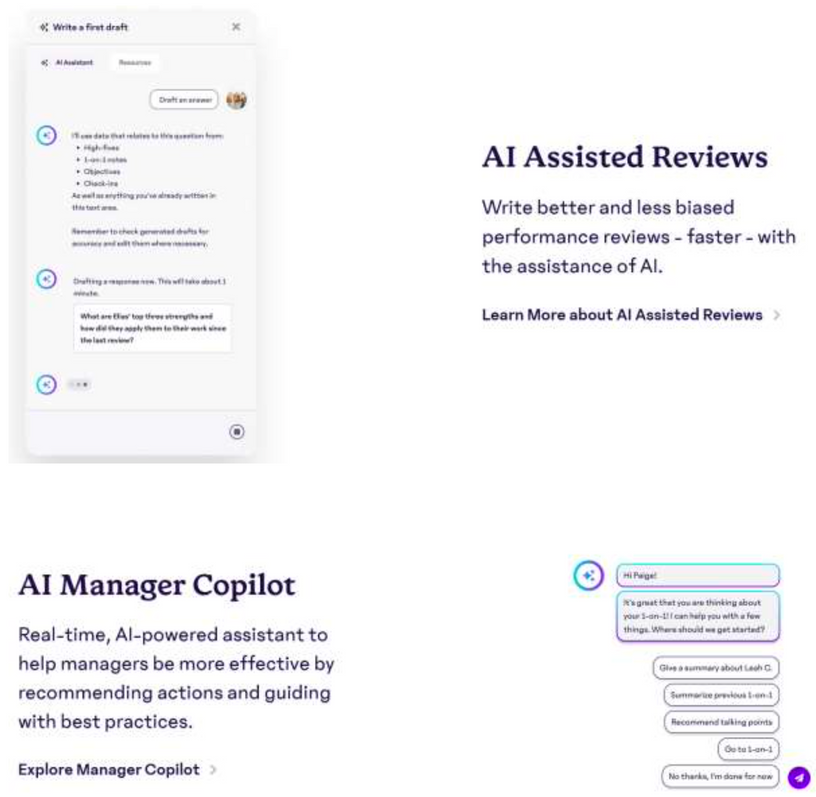 Write a first draft
AI Assistant
Resources
Draft an answer
I'll use data that relates to this question from:
• High-fives
• 1-on-1 notes
• Objectives
• Check-ins
As well as anything you've already written in
this text area.
Remember to check generated drafts for
accuracy and edit them where necessary.
Drafting a response now. This will take about 1
minute.
What are Elias' top three strengths and
how did they apply them to their work since
the last review?
AI Assisted Reviews
Write better and less biased
performance reviews - faster - with
the assistance of AI.
Learn More about AI Assisted Reviews
AI Manager Copilot
Real-time, AI-powered assistant to
help managers be more effective by
recommending actions and guiding
with best practices.
Explore Manager Copilot
Hi Paige!
It's great that you are thinking about
your 1-on-1! I can help you with a few
things. Where should we get started?
Give a summary about Leah C.
Summarize previous 1-on-1
Recommend talking points
Go to 1-on-1
No thanks, I'm done for now